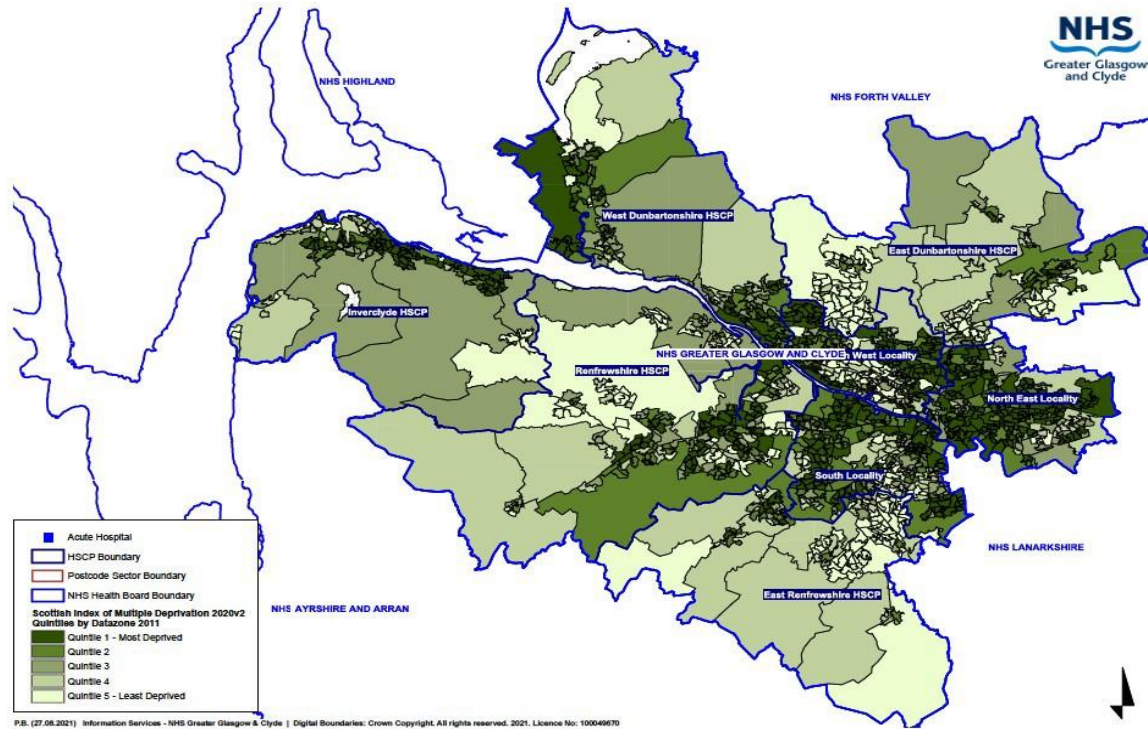 NHS
Greater Glasgow
and Clyde
NHS HIGHLAND
NHS FORTH VALLEY
West Dunbartonshire HSCP
East Dunbartonshire HSCP
Inverclyde HSCP
NHS GREATER GLASGOW AND CLYDE
West Locality
Renfrewshire HSCP
North East Locality
South Locality
NHS LANARKSHIRE
East Renfrewshire HSCP
NHS AYRSHIRE AND ARRAN
Acute Hospital
HSCP Boundary
Postcode Sector Boundary
NHS Health Board Boundary
Scottish Index of Multiple Deprivation 2020v2
Quintiles by Datazone 2011
Quintile 1 - Most Deprived
Quintile 2
Quintile 3
Quintile 4
Quintile 5 - Least Deprived
P.B. (27.08.2021) Information Services - NHS Greater Glasgow & Clyde | Digital Boundaries: Crown Copyright. All rights reserved. 2021. Licence No: 100049670